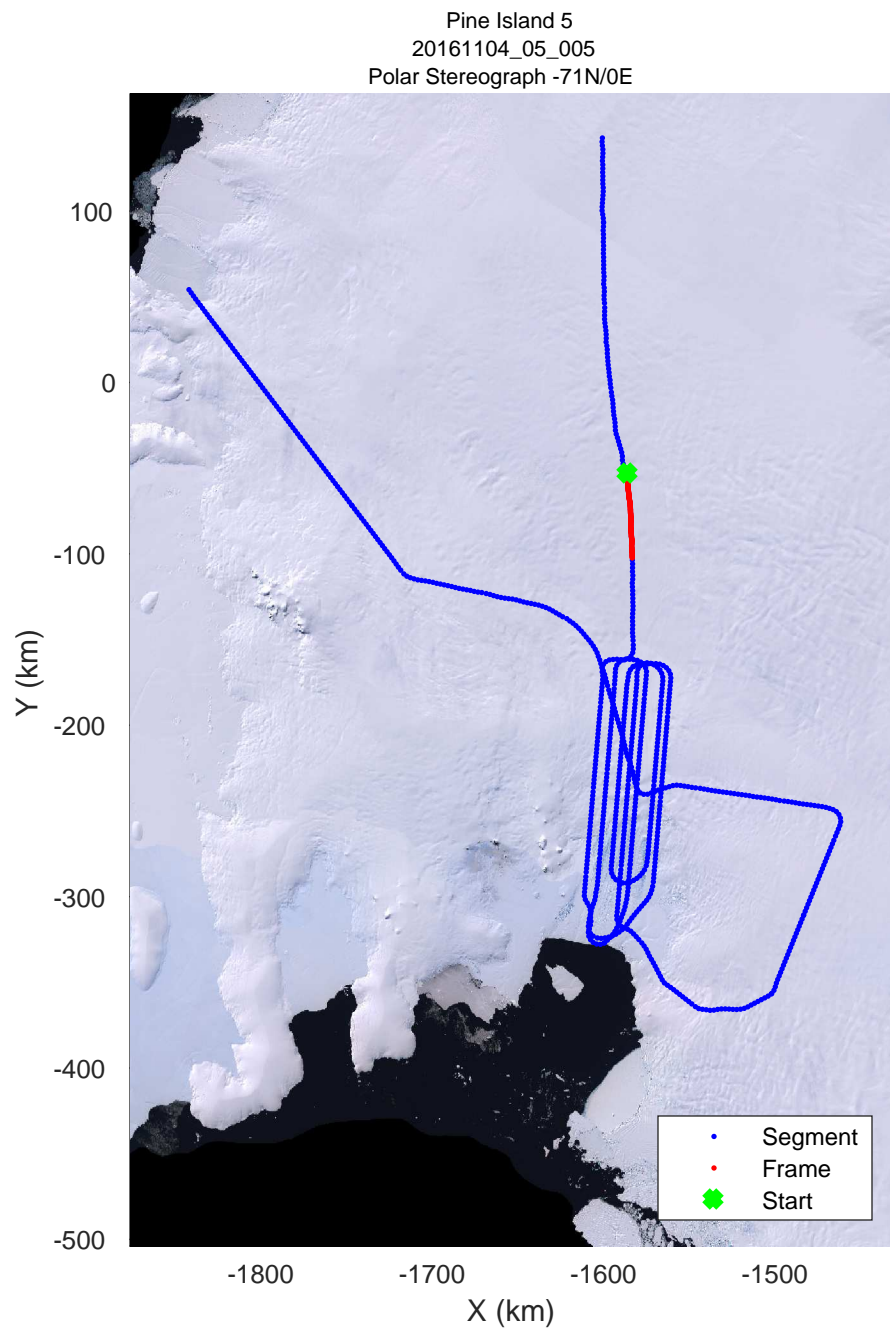 Pine Island 5
20161104_05_005
Polar Stereograph -71N/0E
100
0
-100
-200
-300
-400
-500
Y (km)
-1800
-1700
-1600
-1500
X (km)
Segment
Frame
Start